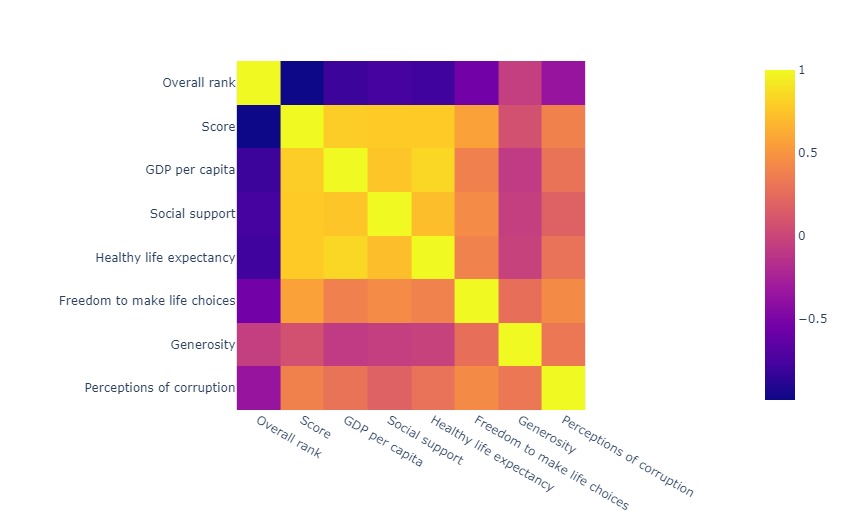 Overall rank
Score
GDP per capita
Social support
Healthy life expectancy
Freedom to make life choices
Generosity
Perceptions of corruption
Overall rank
Score
GDP per capita
Social support
Healthy life expectancy
Freedom to make life choices
Generosity
Perceptions of corruption
1
0.5
0
−0.5